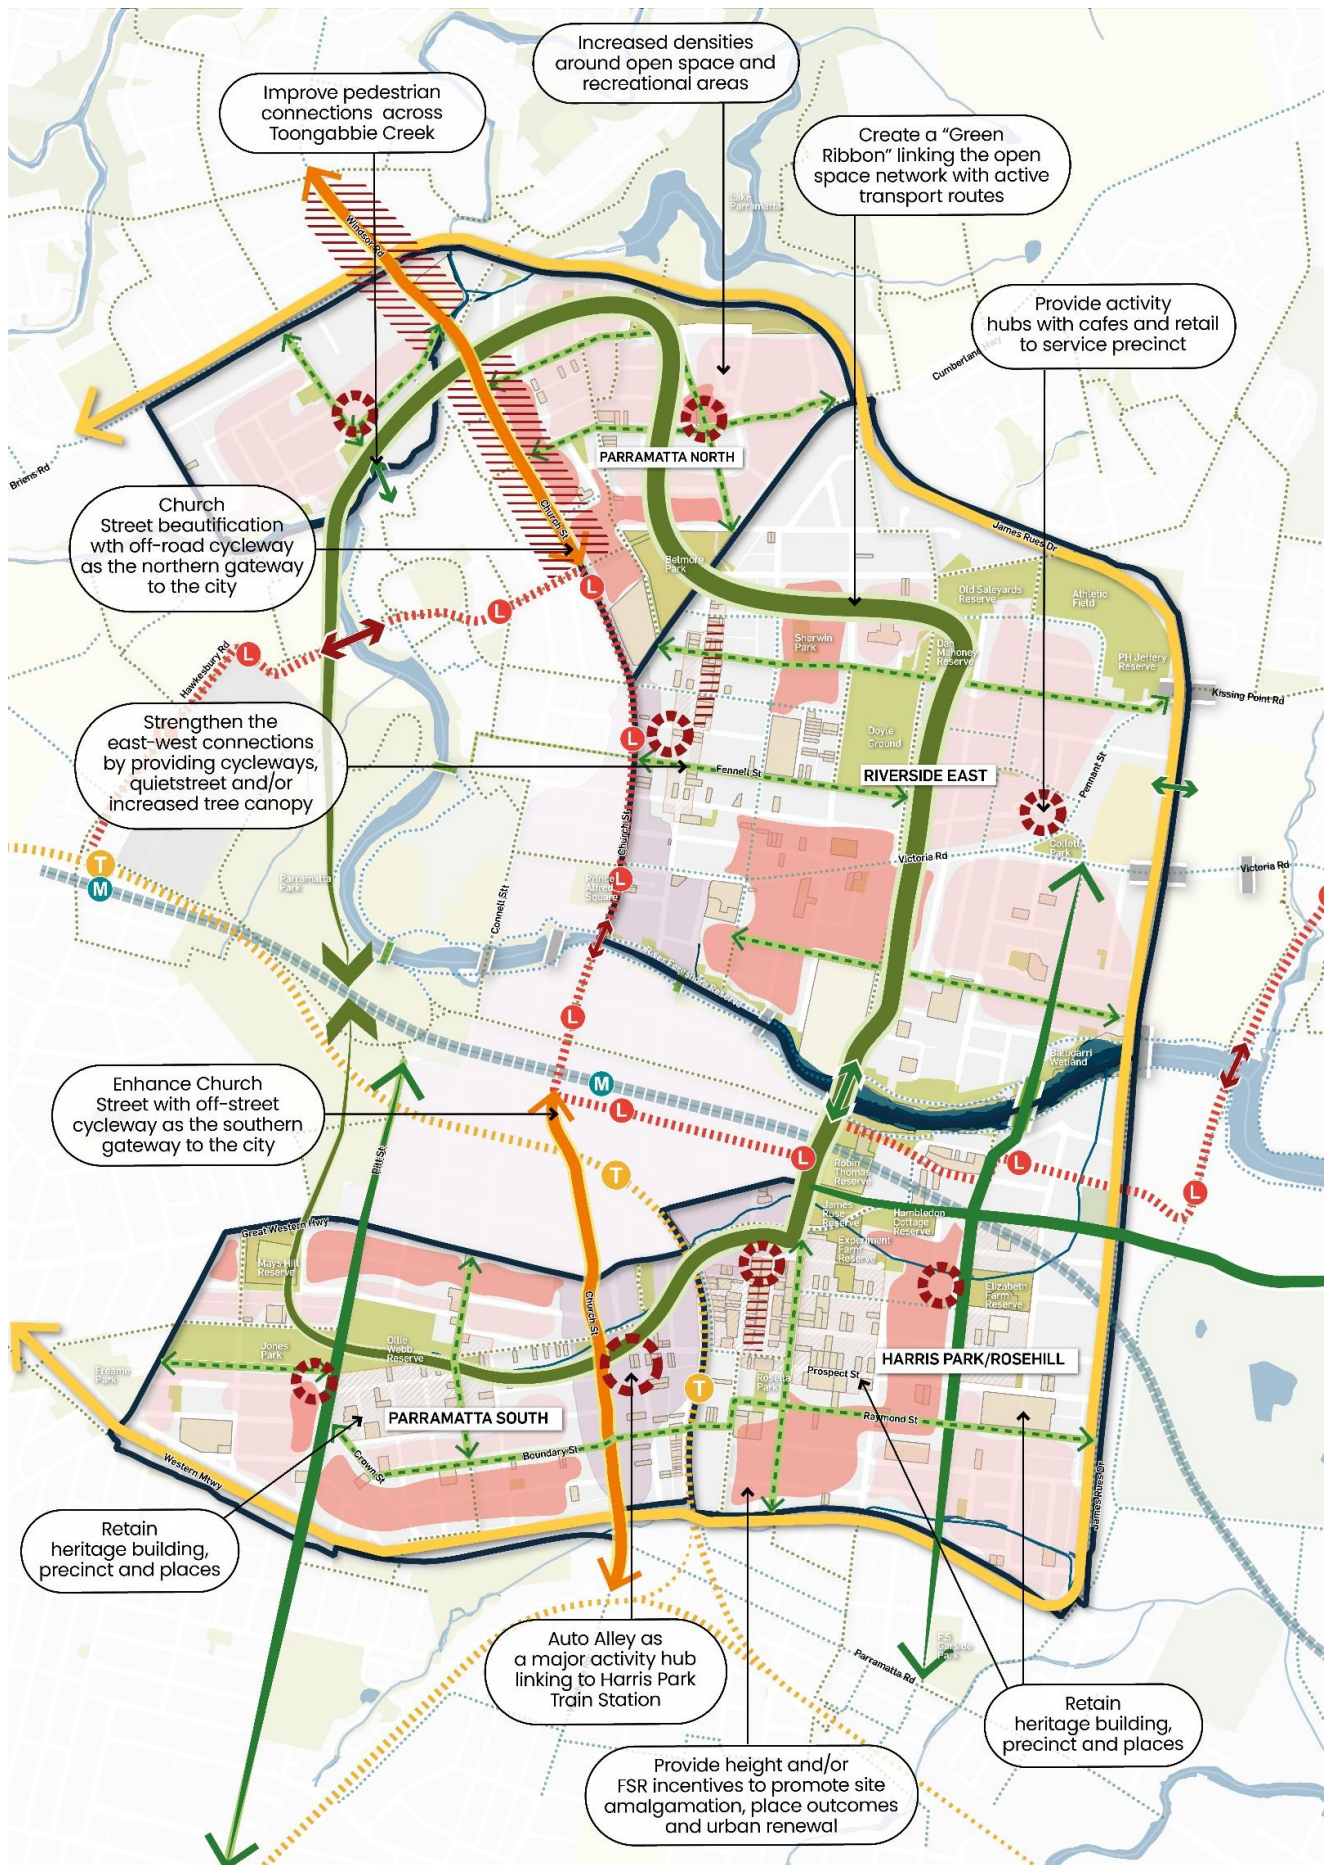 Increased densities
around open space and
recreational areas
Improve pedestrian
connections across
Toongabbie Creek
Create a “Green
Ribbon” linking the open
space network with active
transport routes
Lake
Parramatta
Windsor Rd
Provide activity
hubs with cafes and retail
to service precinct
Cumberland Hwy
Briens Rd
PARRAMATTA NORTH
Church
Street beautification
wth off-road cycleway
as the northern gateway
to the city
Church St
James Rues Dr
Belmore
Park
Old Saleyards
Reserve
Athletic
Field
L
L
L
Hawkesbury Rd
Sherwin
Park
Dan
Mahoney
Reserve
PH Jeffery
Reserve
Kissing Point Rd
Strengthen the
east-west connections
by providing cycleways,
quietstreet and/or
increased tree canopy
L
Doyle
Ground
Fennell St
RIVERSIDE EAST
Pennant St
Church St
Collett
Park
Victoria Rd
Victoria Rd
T
M
Parramatta
Park
Prince
Alfred
Square
L
Connell Stt
River Foreshore Reserve
L
Baludarri
Wetland
Enhance Church
Street with off-street
cycleway as the southern
gateway to the city
M
L
Pitt St
T
L
L
L
Robin
Thomas
Reserve
James
Ruse
Reserve
Hambledon
Cottage
Reserve
Experiment
Farm
Reserve
Great Western Hwy
Mays Hill
Reserve
Elizabeth
Farm
Reserve
Church St
Jones
Park
Ollie
Webb
Reserve
Freame
Park
HARRIS PARK/ROSEHILL
Prospect St
Rosella
Park
T
PARRAMATTA SOUTH
Raymond St
Boundary St
Crown St
Western Mtwy
James Rues Dr
Retain
heritage building,
precinct and places
Auto Alley as
a major activity hub
linking to Harris Park
Train Station
FS
Garside
Park
Parramatta Rd
Retain
heritage building,
precinct and places
Provide height and/or
FSR incentives to promote site
amalgamation, place outcomes
and urban renewal